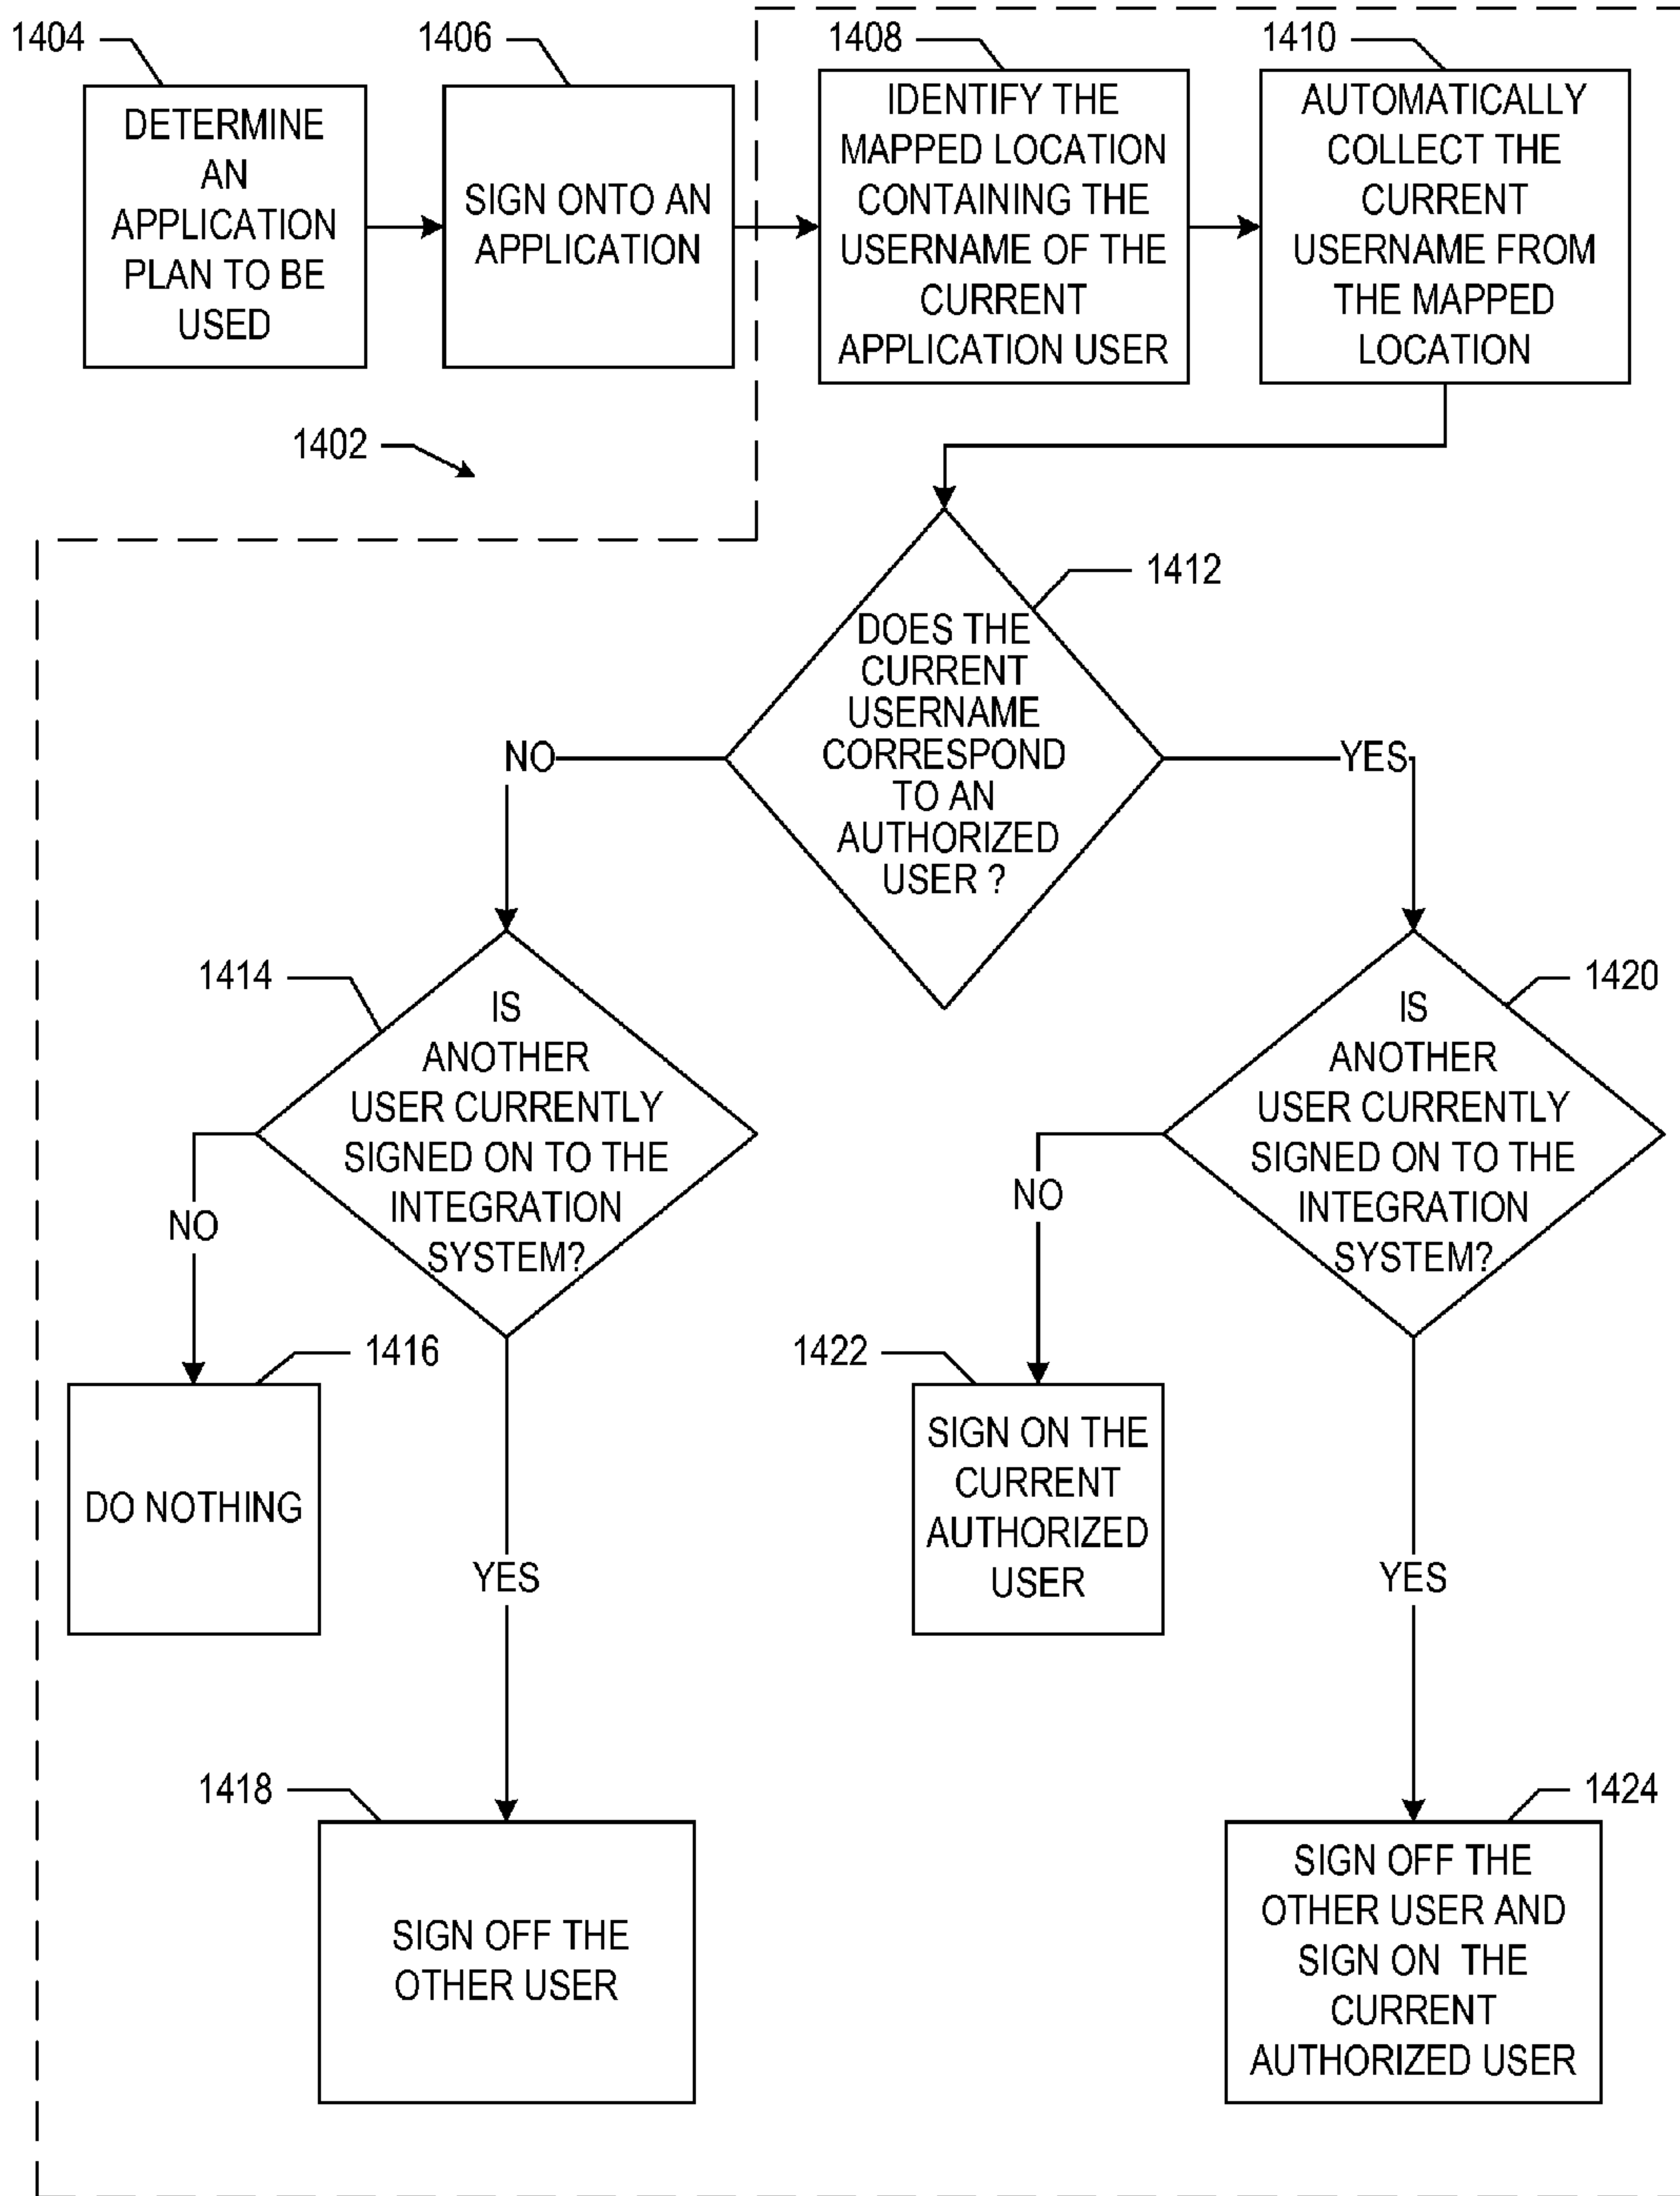 1404
1406
1408
1410
DETERMINE
AN
APPLICATION
PLAN TO BE
USED
SIGN ONTO AN
APPLICATION
IDENTIFY THE
MAPPED LOCATION
CONTAINING THE
USERNAME OF THE
CURRENT
APPLICATION USER
AUTOMATICALLY
COLLECT THE
CURRENT
USERNAME FROM
THE MAPPED
LOCATION
1402
1412
DOES THE
CURRENT
USERNAME
CORRESPOND
TO AN
AUTHORIZED
USER ?
NO
YES
1414
IS
ANOTHER
USER CURRENTLY
SIGNED ON TO THE
INTEGRATION
SYSTEM?
1420
IS
ANOTHER
USER CURRENTLY
SIGNED ON TO THE
INTEGRATION
SYSTEM?
NO
NO
1416
DO NOTHING
1422
SIGN ON THE
CURRENT
AUTHORIZED
USER
YES
YES
1418
SIGN OFF THE
OTHER USER
1424
SIGN OFF THE
OTHER USER AND
SIGN ON THE
CURRENT
AUTHORIZED USER